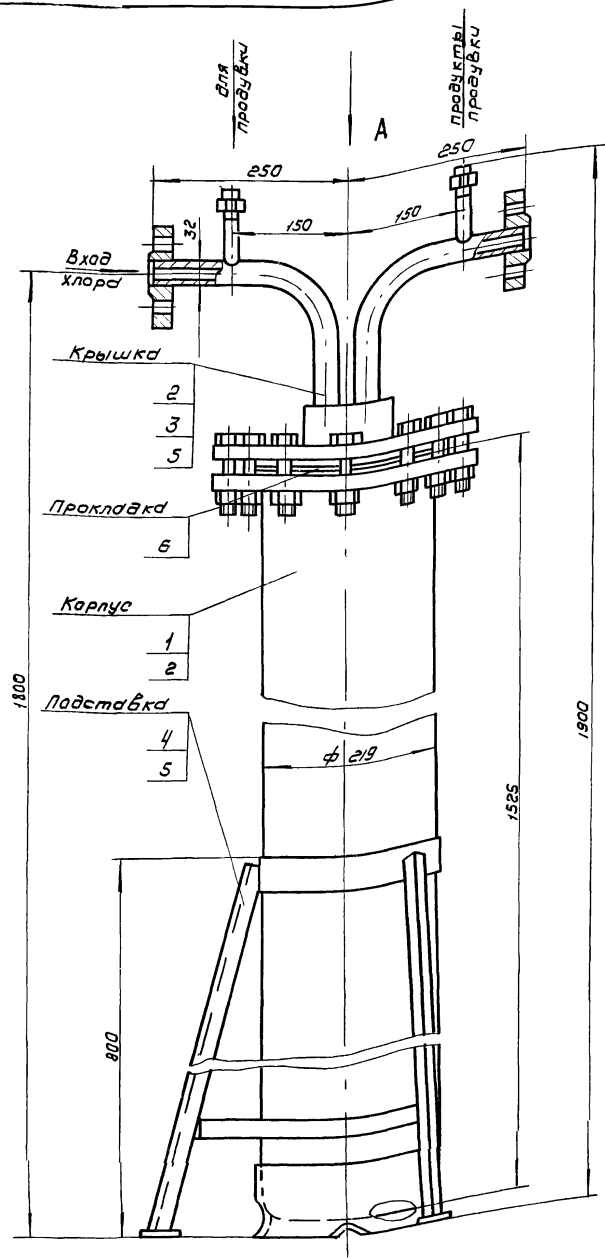 для
продувки
продукты
продувки
А
250
250
150
150
32
Вход
хлора
Крышка
2
3
5
Прокладка
6
Корпус
1
2
Подставка
4
5
ф 219
1800
1900
1525
800